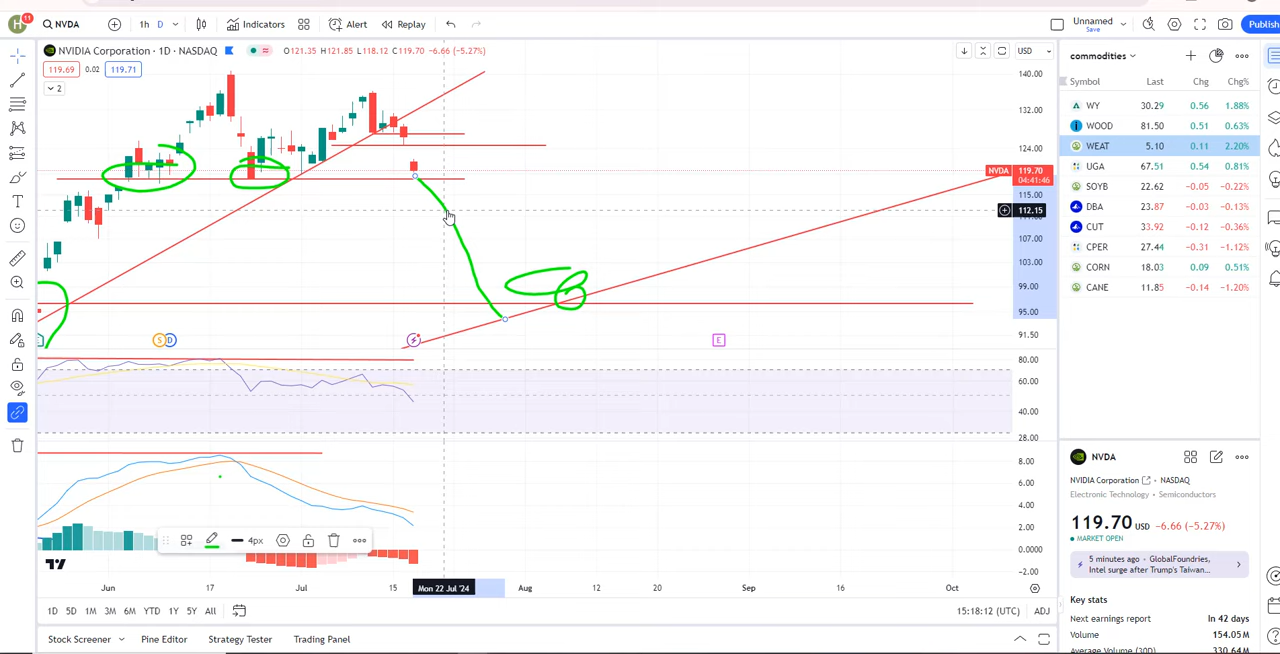 H 11 NVDA 1h D Indicators Alert Replay Unnamed Save Publish
NVIDIA Corporation · 1D · NASDAQ O121.35 H121.85 L118.12 C119.70 -6.66 (-5.27%) USD
119.69 0.02 119.71
2
140.00
132.00
124.00
NVDA 119.70
04:41:46
115.00
112.15
107.00
103.00
99.00
95.00
91.50
S D E
80.00
60.00
40.00
28.00
8.00
6.00
4.00
2.00
0.0000
-2.00
4px
Jun 17 Jul 15 Mon 22 Jul '24 Aug 12 20 Sep 16 Oct
1D 5D 1M 3M 6M YTD 1Y 5Y All 15:18:12 (UTC) ADJ
Stock Screener Pine Editor Strategy Tester Trading Panel
commodities
Symbol Last Chg Chg%
WY 30.29 0.56 1.88%
WOOD 81.50 0.51 0.63%
WEAT 5.10 0.11 2.20%
UGA 67.51 0.54 0.81%
SOYB 22.62 -0.05 -0.22%
DBA 23.87 -0.03 -0.13%
CUT 33.92 -0.12 -0.36%
CPER 27.44 -0.31 -1.12%
CORN 18.03 0.09 0.51%
CANE 11.85 -0.14 -1.20%
NVDA
NVIDIA Corporation · NASDAQ
Electronic Technology · Semiconductors
119.70 USD -6.66 (-5.27%)
MARKET OPEN
5 minutes ago · GlobalFoundries,
Intel surge after Trump's Taiwan...
Key stats
Next earnings report In 42 days
Volume 154.05M
Average Volume (30D) 330.64M